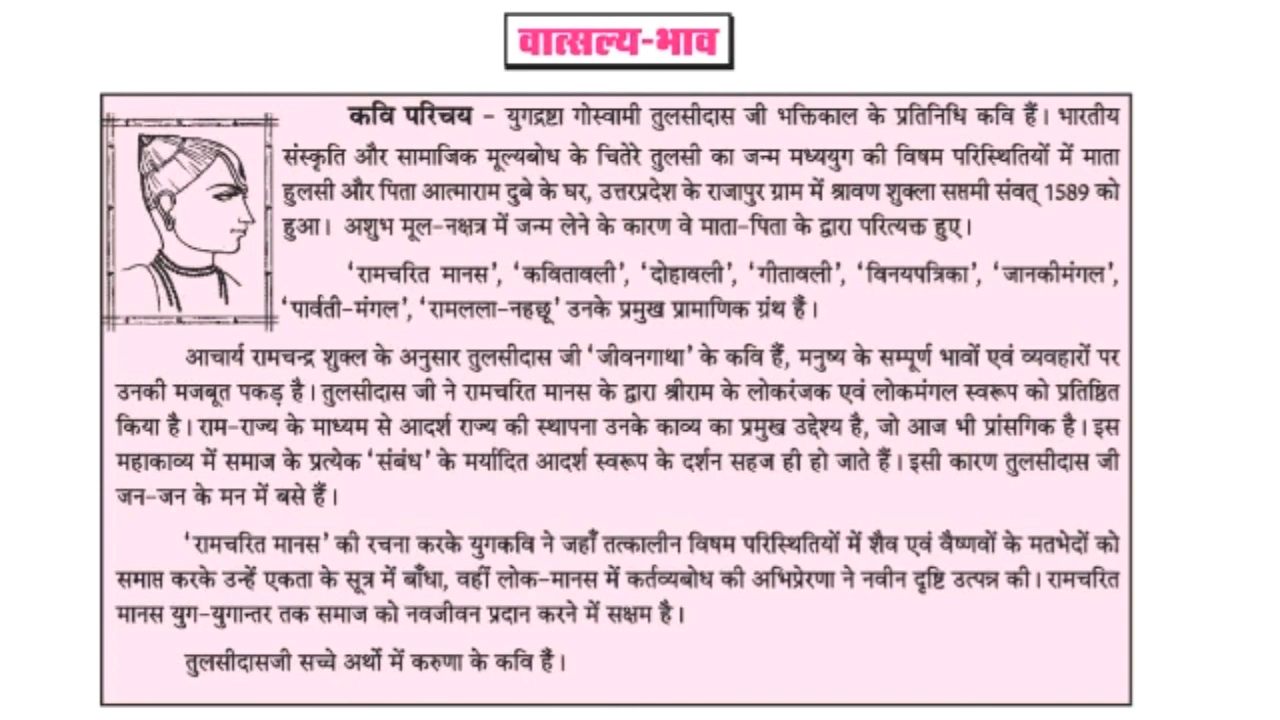 वात्सल्य-भाव
कवि परिचय - युगद्रष्टा गोस्वामी तुलसीदास जी भक्तिकाल के प्रतिनिधि कवि हैं। भारतीय
संस्कृति और सामाजिक मूल्यबोध के चितेरे तुलसी का जन्म मध्ययुग की विषम परिस्थितियों में माता
हुलसी और पिता आत्माराम दुबे के घर, उत्तरप्रदेश के राजापुर ग्राम में श्रावण शुक्ला सप्तमी संवत् 1589 को
हुआ। अशुभ मूल-नक्षत्र में जन्म लेने के कारण वे माता-पिता के द्वारा परित्यक्त हुए।
'रामचरित मानस', 'कवितावली', 'दोहावली', 'गीतावली', 'विनयपत्रिका', 'जानकीमंगल',
'पार्वती-मंगल', 'रामलला-नहछू' उनके प्रमुख प्रामाणिक ग्रंथ हैं।
आचार्य रामचन्द्र शुक्ल के अनुसार तुलसीदास जी 'जीवनगाथा' के कवि हैं, मनुष्य के सम्पूर्ण भावों एवं व्यवहारों पर
उनकी मजबूत पकड़ है। तुलसीदास जी ने रामचरित मानस के द्वारा श्रीराम के लोकरंजक एवं लोकमंगल स्वरूप को प्रतिष्ठित
किया है। राम-राज्य के माध्यम से आदर्श राज्य की स्थापना उनके काव्य का प्रमुख उद्देश्य है, जो आज भी प्रांसगिक है। इस
महाकाव्य में समाज के प्रत्येक 'संबंध' के मर्यादित आदर्श स्वरूप के दर्शन सहज ही हो जाते हैं। इसी कारण तुलसीदास जी
जन-जन के मन में बसे हैं।
'रामचरित मानस' की रचना करके युगकवि ने जहाँ तत्कालीन विषम परिस्थितियों में शैव एवं वैष्णवों के मतभेदों को
समाप्त करके उन्हें एकता के सूत्र में बाँधा, वहीं लोक-मानस में कर्तव्यबोध की अभिप्रेरणा ने नवीन दृष्टि उत्पन्न की। रामचरित
मानस युग-युगान्तर तक समाज को नवजीवन प्रदान करने में सक्षम है।
तुलसीदासजी सच्चे अर्थो में करुणा के कवि हैं।